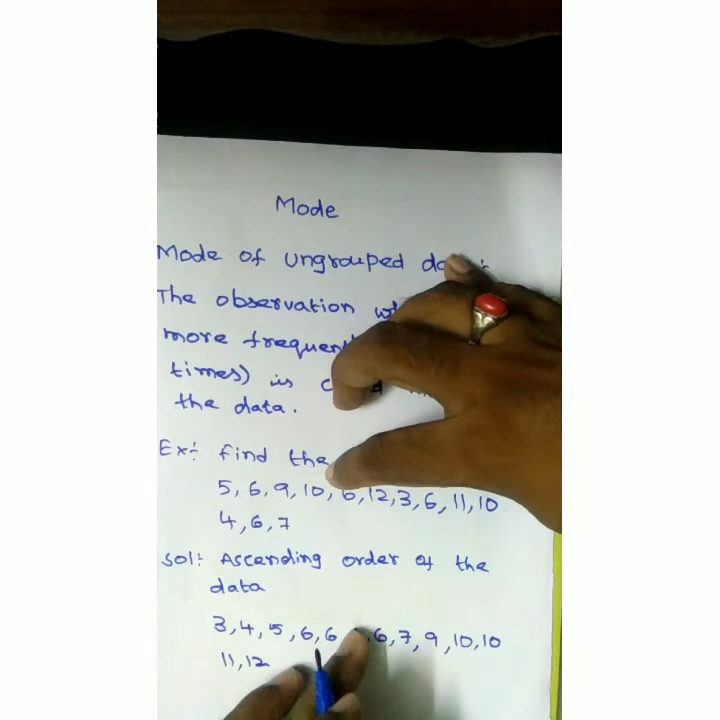 Mode
Mode of ungrouped
The observation
more
times) is
the data.
Ex:- Find the
5, 6, 9, 10, 6, 12, 3, 6, 11, 10
4, 6, 7
Sol:- Ascending order of the
data
3, 4, 5, 6, 6 6, 7, 9, 10, 10
11, 12